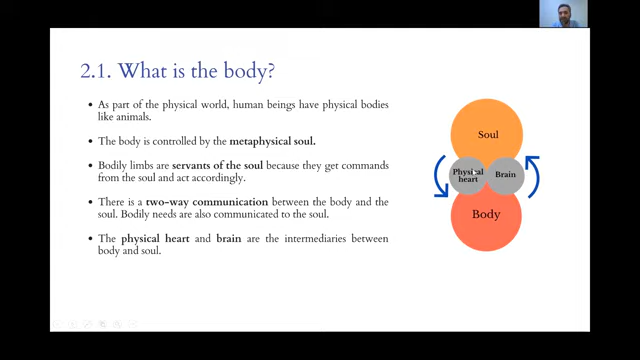 2.1. What is the body?
• As part of the physical world, human beings have physical bodies
like animals.
• The body is controlled by the metaphysical soul.
• Bodily limbs are servants of the soul because they get commands
from the soul and act accordingly.
• There is a two-way communication between the body and the
soul. Bodily needs are also communicated to the soul.
• The physical heart and brain are the intermediaries between
body and soul.
Soul
Physical
heart
Brain
Body